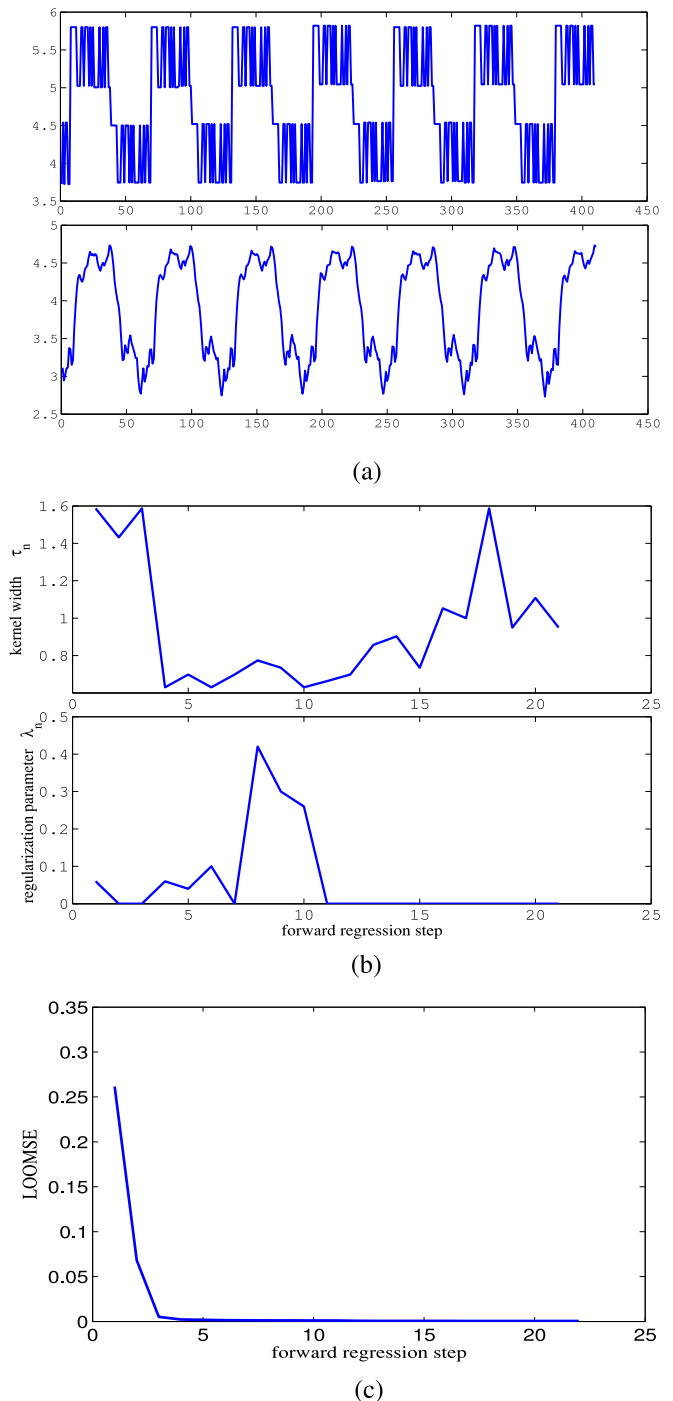 6
5.5
5
4.5
4
3.5
0 50 100 150 200 250 300 350 400 450
5
4.5
4
3.5
3
2.5
0 50 100 150 200 250 300 350 400 450
(a)
kernel width τn
1.6
1.4
1.2
1
0.8
0 5 10 15 20 25
regularization parameter λn
0.5
0.4
0.3
0.2
0.1
0
0 5 10 15 20 25
forward regression step
(b)
LOOMSE
0.35
0.3
0.25
0.2
0.15
0.1
0.05
0
0 5 10 15 20 25
forward regression step
(c)